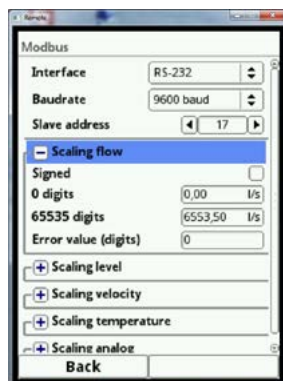 Remote
Modbus
Interface RS-232
Baudrate 9600 baud
Slave address 17
Scaling flow
Signed
0 digits 0,00 l/s
65535 digits 6553,50 l/s
Error value (digits) 0
Scaling level
Scaling velocity
Scaling temperature
Scaling analog
Back